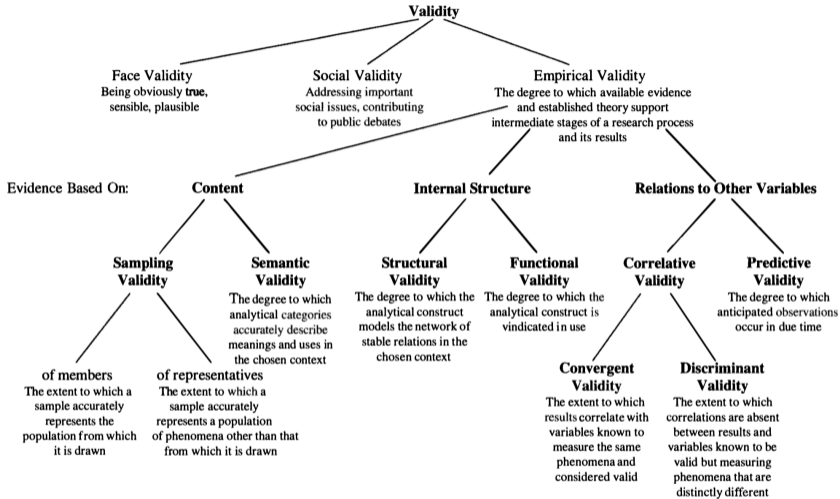 Validity
Face Validity
Being obviously true,
sensible, plausible
Social Validity
Addressing important
social issues, contributing
to public debates
Empirical Validity
The degree to which available evidence
and established theory support
intermediate stages of a research process
and its results
Evidence Based On:
Content
Internal Structure
Relations to Other Variables
Sampling
Validity
Semantic
Validity
The degree to which
analytical categories
accurately describe
meanings and uses in
the chosen context
Structural
Validity
The degree to which the
analytical construct
models the network of
stable relations in the
chosen context
Functional
Validity
The degree to which the
analytical construct is
vindicated in use
Correlative
Validity
Predictive
Validity
The degree to which
anticipated observations
occur in due time
of members
The extent to which a
sample accurately
represents the
population from which
it is drawn
of representatives
The extent to which a
sample accurately
represents a population
of phenomena other than that
from which it is drawn
Convergent
Validity
The extent to which
results correlate with
variables known to
measure the same
phenomena and
considered valid
Discriminant
Validity
The extent to which
correlations are absent
between results and
variables known to be
valid but measuring
phenomena that are
distinctly different